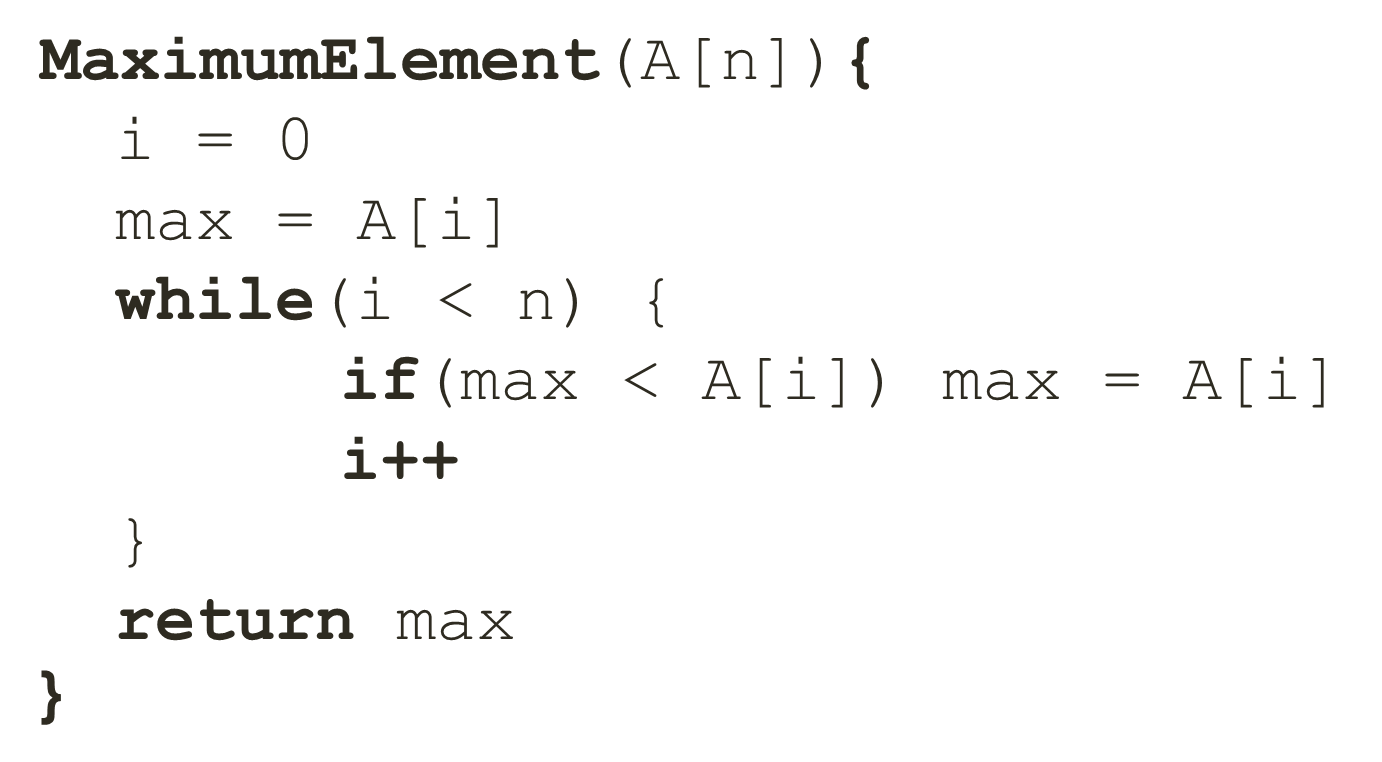 MaximumElement(A[n]){
i = 0
max = A[i]
while(i < n) {
if(max < A[i]) max = A[i]
i++
}
return max
}